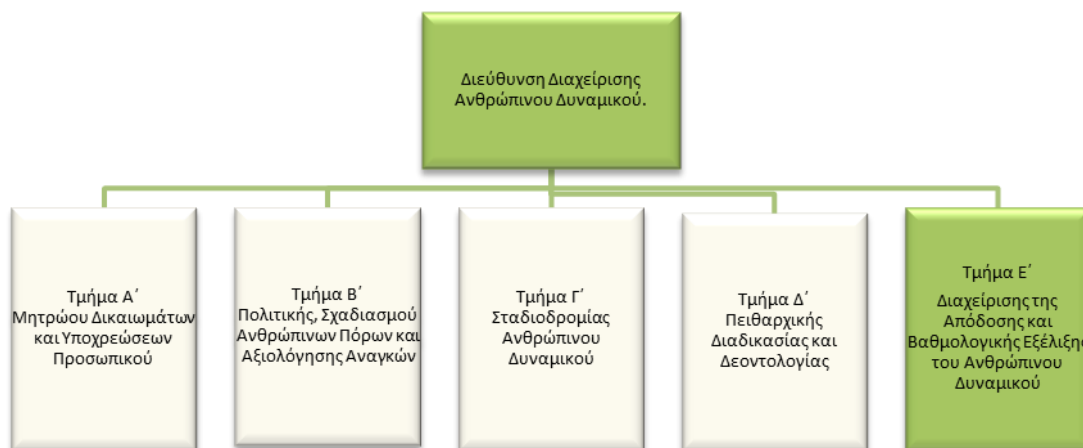 Διεύθυνση Διαχείρισης
Ανθρώπινου Δυναμικού.
Τμήμα Α΄
Μητρώου Δικαιωμάτων
και Υποχρεώσεων
Προσωπικού
Τμήμα Β΄
Πολιτικής, Σχαδιασμού
Ανθρώπινων Πόρων και
Αξιολόγησης Αναγκών
Τμήμα Γ΄
Σταδιοδρομίας
Ανθρώπινου
Δυναμικού
Τμήμα Δ΄
Πειθαρχικής
Διαδικασίας και
Δεοντολογίας
Τμήμα Ε΄
Διαχείρισης της
Απόδοσης και
Βαθμολογικής Εξέλιξης
του Ανθρώπινου
Δυναμικού